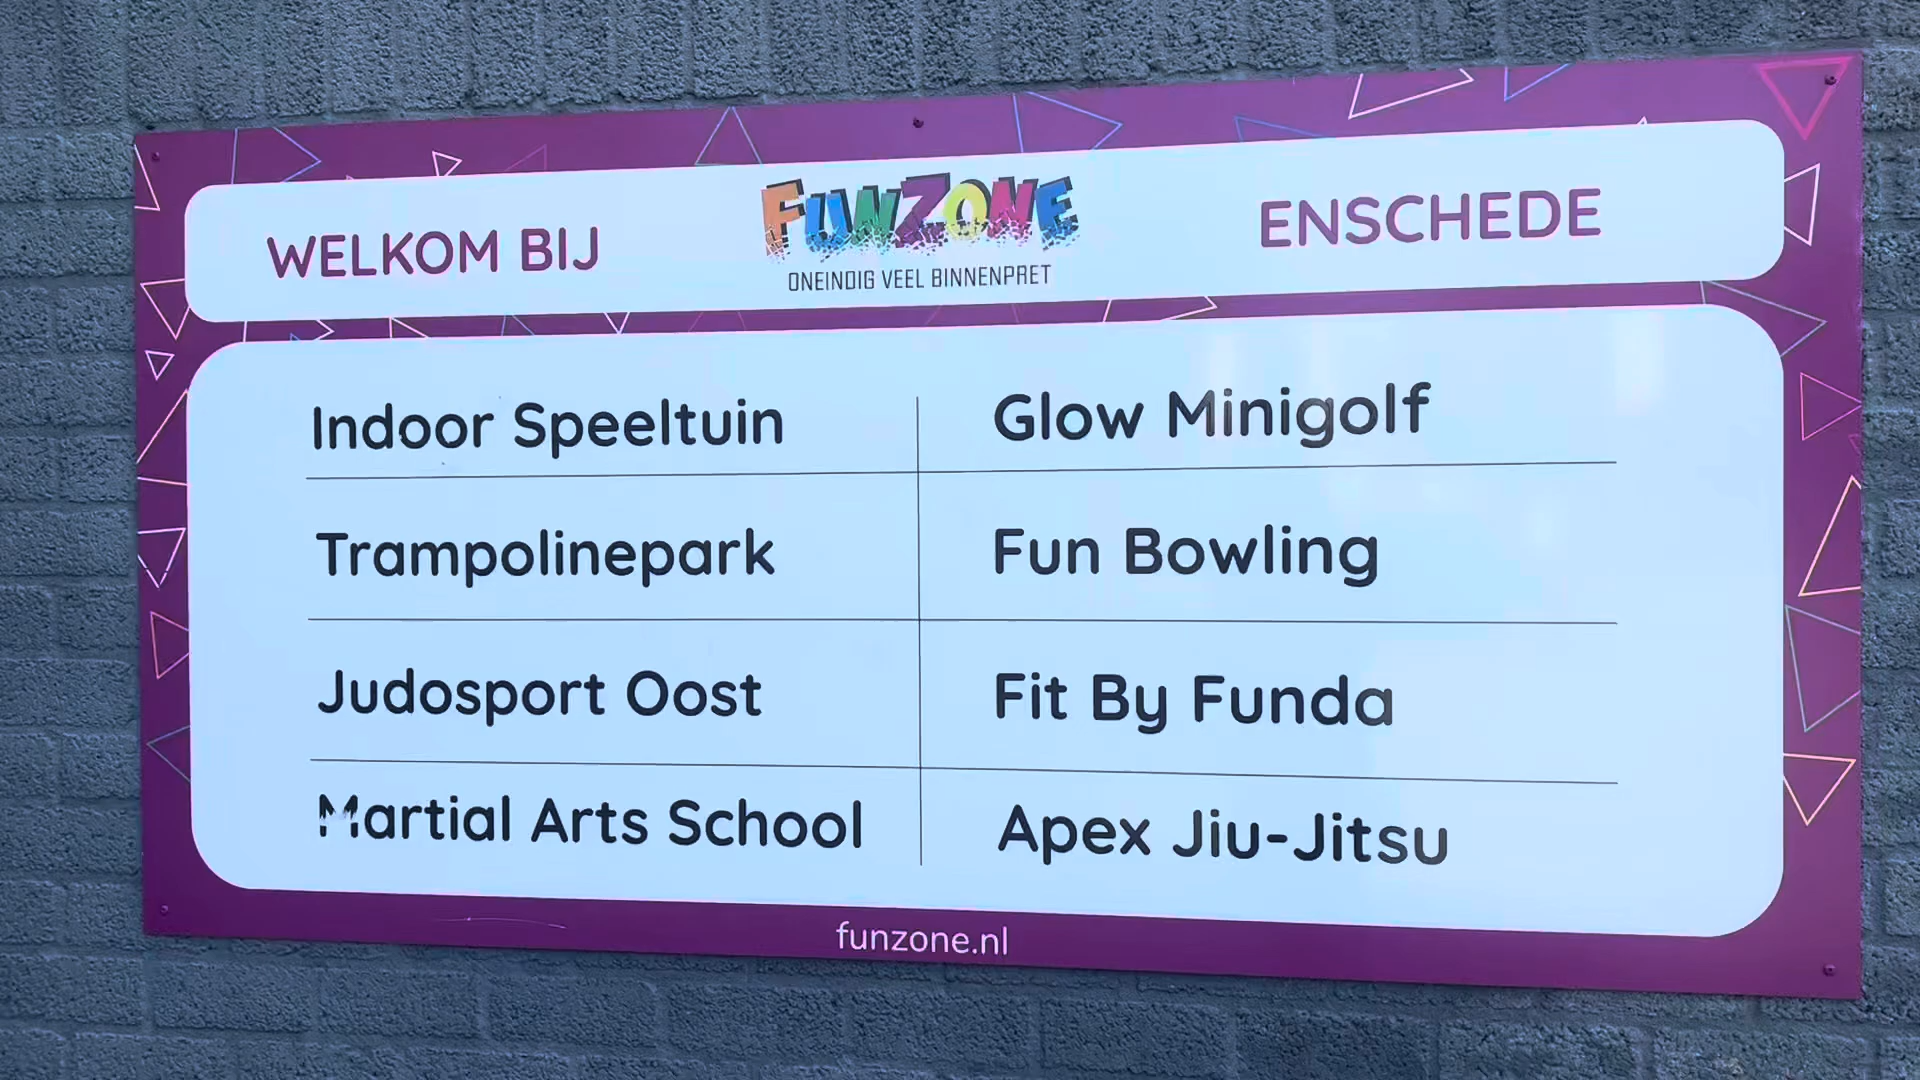 WELKOM BIJ FUNZONE ENSCHEDE
ONEINDIG VEEL BINNENPRET
Indoor Speeltuin
Glow Minigolf
Trampolinepark
Fun Bowling
Judosport Oost
Fit By Funda
Martial Arts School
Apex Jiu-Jitsu
funzone.nl